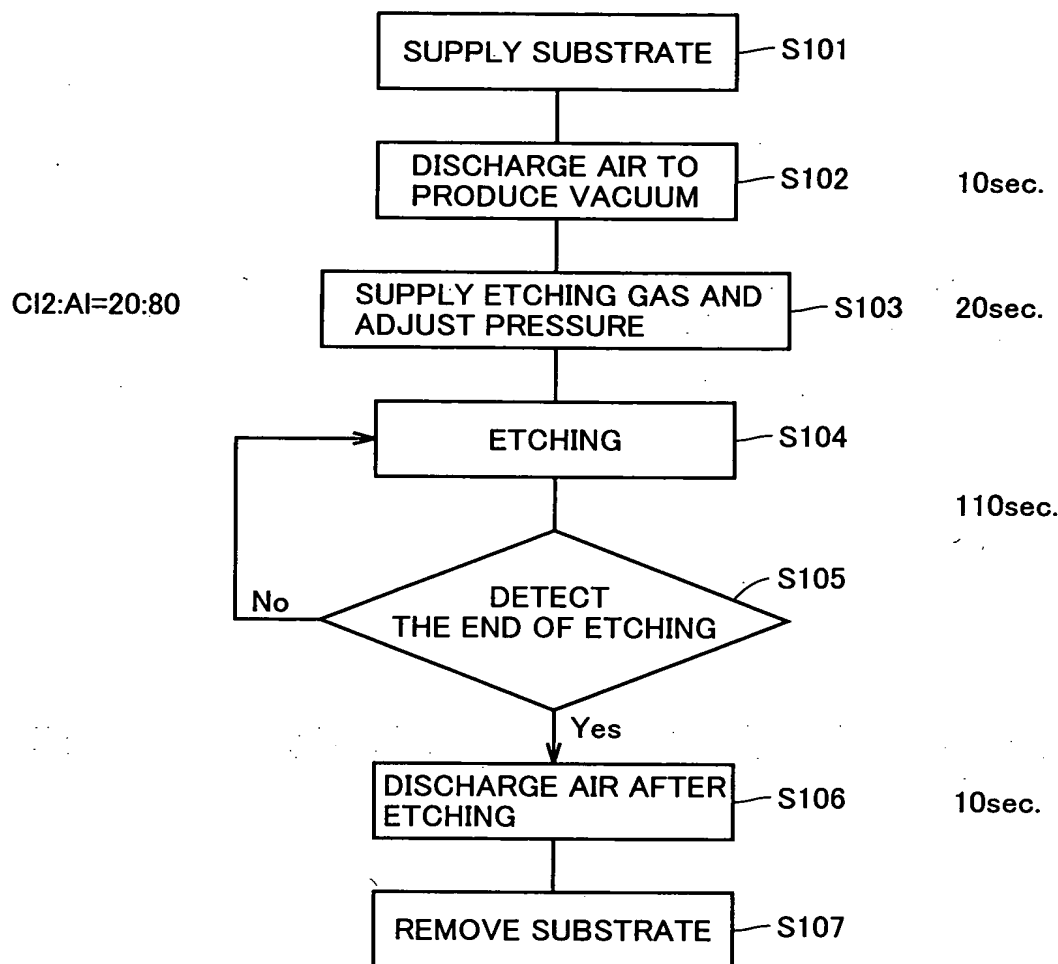 SUPPLY SUBSTRATE
S101
DISCHARGE AIR TO
PRODUCE VACUUM
S102
10sec.
Cl2:Al=20:80
SUPPLY ETCHING GAS AND
ADJUST PRESSURE
S103
20sec.
ETCHING
S104
110sec.
DETECT
THE END OF ETCHING
S105
No
Yes
DISCHARGE AIR AFTER
ETCHING
S106
10sec.
REMOVE SUBSTRATE
S107